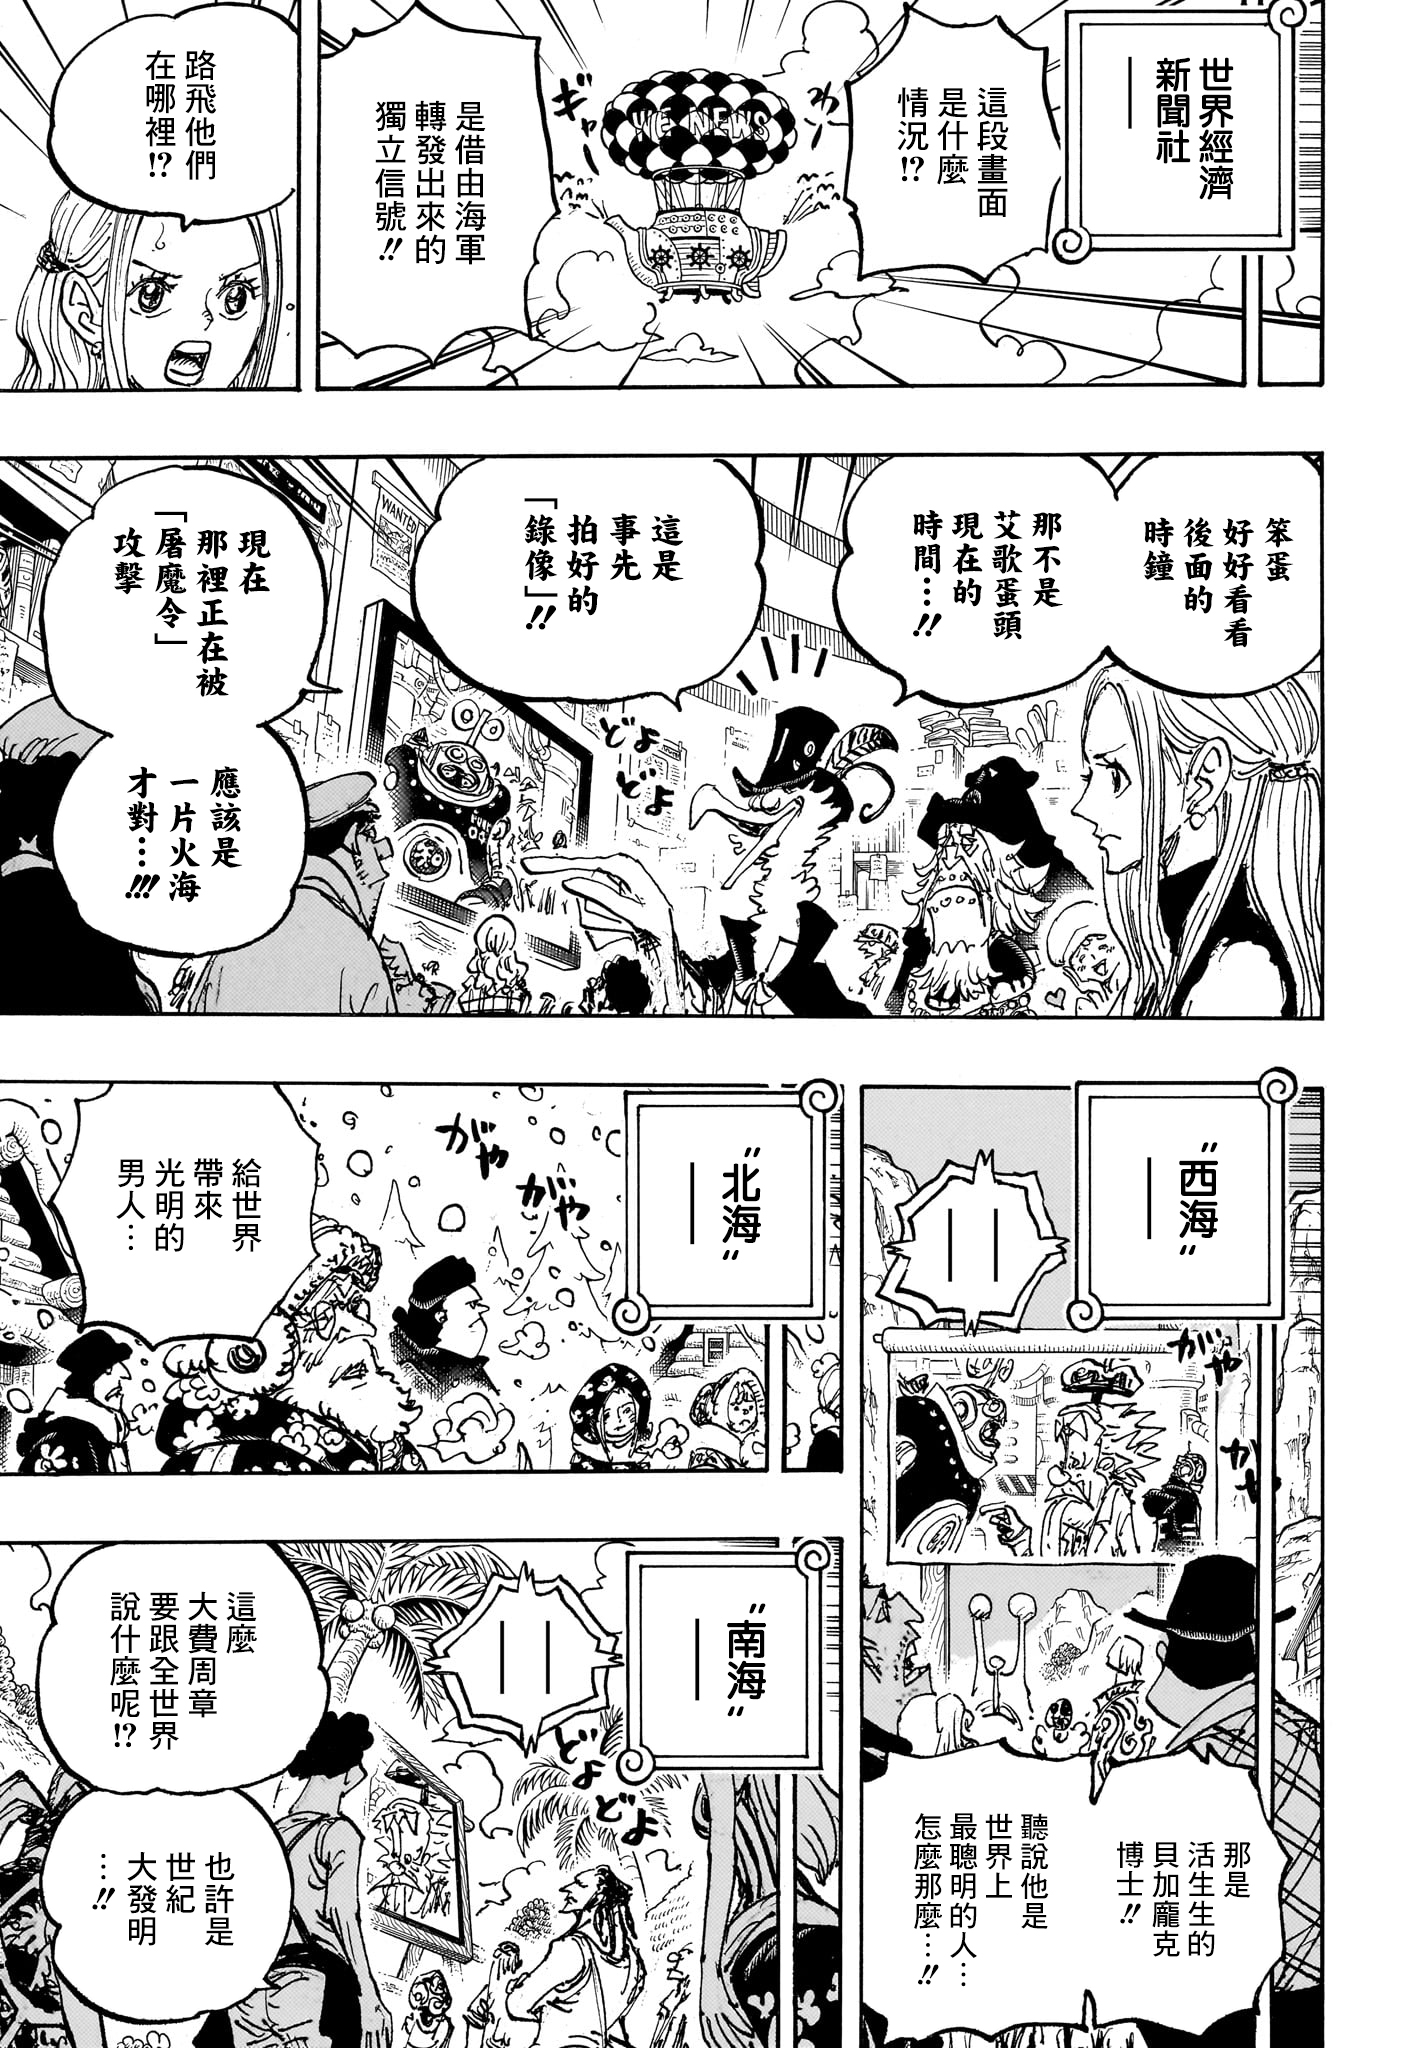 世界經濟
新聞社
——
這段畫面
是什麼
情況!?
わー
WE NEWS
ギャー
是借由海軍
轉發出來的
獨立信號!!
路飛他們
在哪裡!?
笨蛋
好好看看
後面的
時鐘
那不是
艾歌蛋頭
現在的
時間…!!
這是
事先
拍好的
「錄像」!!
WANTED
現在
那裡正在被
「屠魔令」
攻擊
應該是
一片火海
才對…!!!
どよ
どよ
“西海”
——
——
——
ガヤ
ガヤ
那是
活生生的
貝加龐克
博士!!
聽說他是
世界上
最聰明的人…
怎麼那麼…!!
“北海”
——
がや
がや
給世界
帶來
光明的
男人…
“南海”
——
——
——
どよ
どよ
這麼
大費周章
要跟全世界
說什麼呢!?
也許是
世紀
大發明
…!!